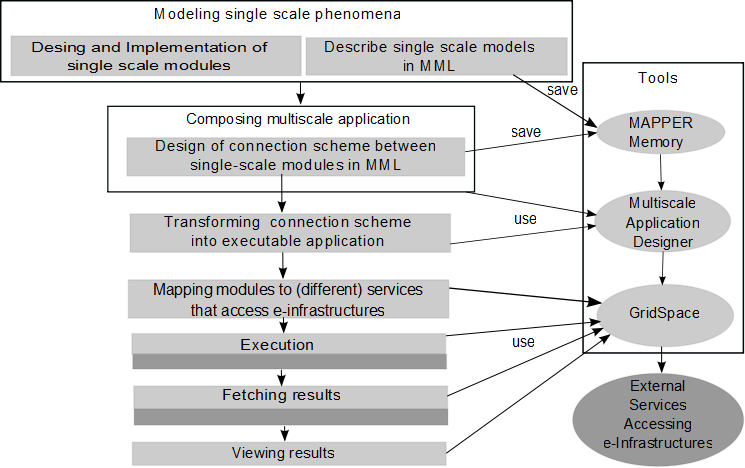 Modeling single scale phenomena
Desing and Implementation of
single scale modules
Describe single scale models
in MML
save
Tools
Composing multiscale application
Design of connection scheme between
single-scale modules in MML
save
MAPPER
Memory
Transforming connection scheme
into executable application
use
Multiscale
Application
Designer
Mapping modules to (different) services
that access e-infrastructures
GridSpace
Execution
use
Fetching results
External
Services
Accessing
e-Infrastructures
Viewing results